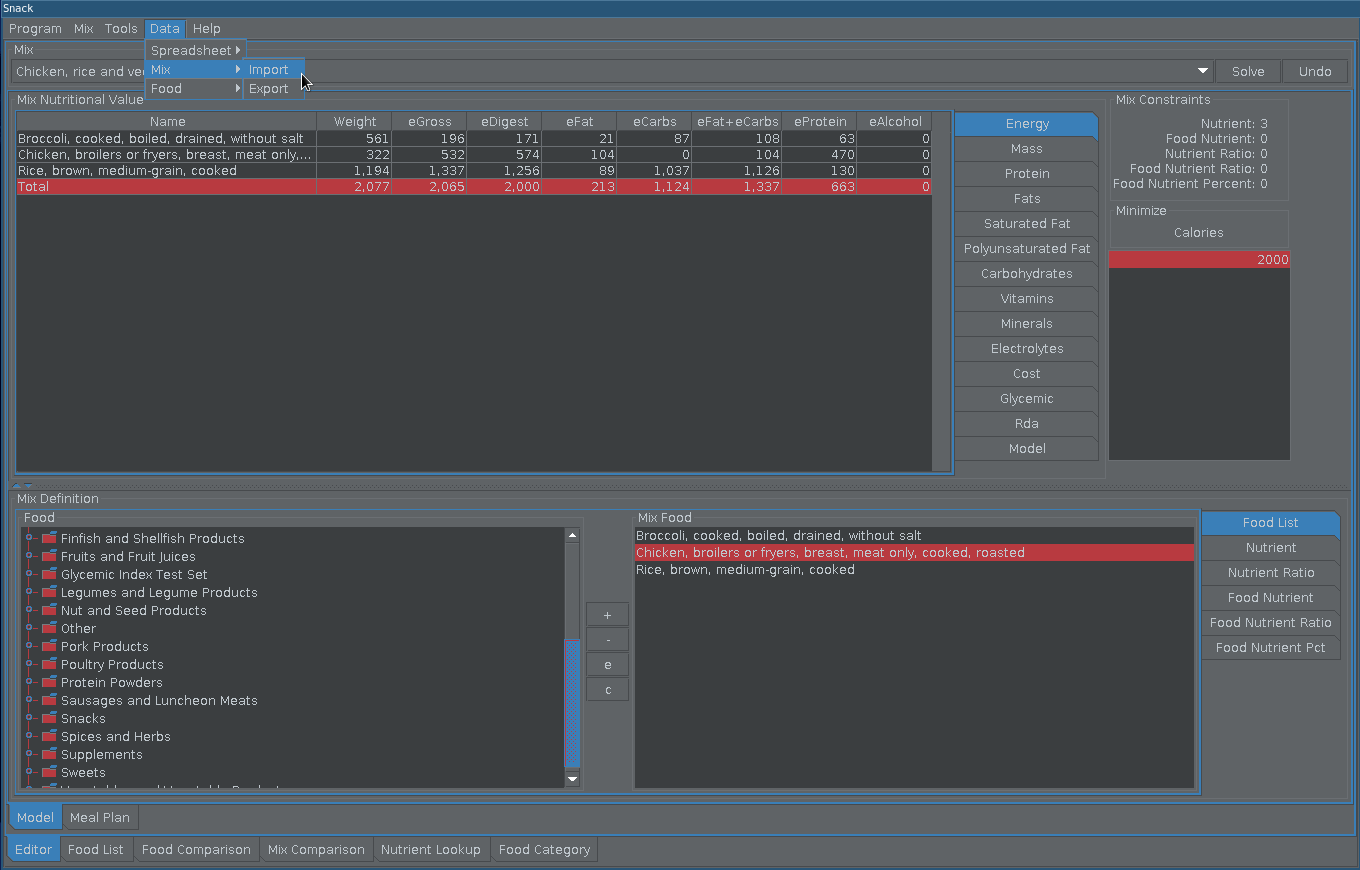 Snack
Program Mix Tools Data Help
Mix
Spreadsheet
Chicken, rice and
Mix Import
Solve Undo
Food Export
Mix Nutritional Value
Mix Constraints
Name Weight eGross eDigest eFat eCarbs eFat+eCarbs eProtein eAlcohol
Broccoli, cooked, boiled, drained, without salt 561 196 171 21 87 108 63 0
Chicken, broilers or fryers, breast, meat only,... 322 532 574 104 0 104 470 0
Rice, brown, medium-grain, cooked 1,194 1,337 1,256 89 1,037 1,126 130 0
Total 2,077 2,065 2,000 213 1,124 1,337 663 0
Energy
Mass
Protein
Fats
Saturated Fat
Polyunsaturated Fat
Carbohydrates
Vitamins
Minerals
Electrolytes
Cost
Glycemic
Rda
Model
Nutrient: 3
Food Nutrient: 0
Nutrient Ratio: 0
Food Nutrient Ratio: 0
Food Nutrient Percent: 0
Minimize
Calories
2000
Mix Definition
Food
Finfish and Shellfish Products
Fruits and Fruit Juices
Glycemic Index Test Set
Legumes and Legume Products
Nut and Seed Products
Other
Pork Products
Poultry Products
Protein Powders
Sausages and Luncheon Meats
Snacks
Spices and Herbs
Supplements
Sweets
+
-
e
c
Mix Food
Broccoli, cooked, boiled, drained, without salt
Chicken, broilers or fryers, breast, meat only, cooked, roasted
Rice, brown, medium-grain, cooked
Food List
Nutrient
Nutrient Ratio
Food Nutrient
Food Nutrient Ratio
Food Nutrient Pct
Model Meal Plan
Editor Food List Food Comparison Mix Comparison Nutrient Lookup Food Category